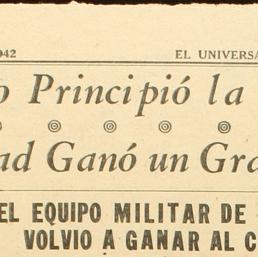 942 EL UNIVERSA
o Principió la
ad Ganó un Gra
EL EQUIPO MILITAR DE
VOLVIO A GANAR AL C